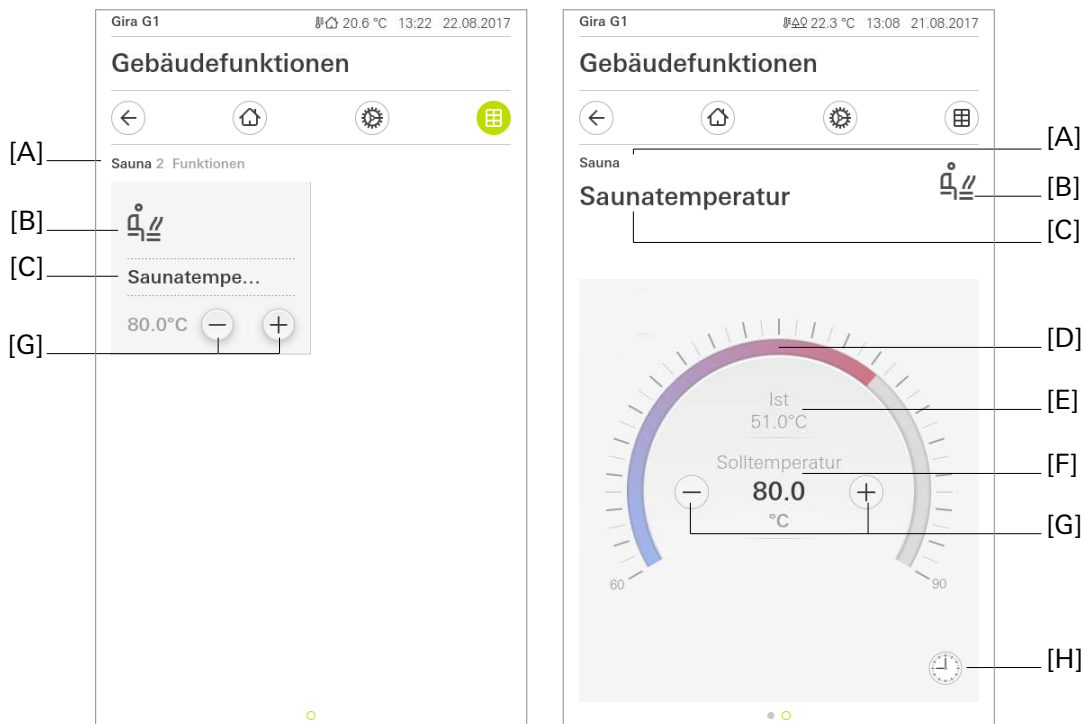 Gira G1 20.6 °C 13:22 22.08.2017
Gebäudefunktionen
[A]
Sauna 2 Funktionen
[B]
[C]
Saunatempe...
80.0°C
[G]
Gira G1 22.3 °C 13:08 21.08.2017
Gebäudefunktionen
[A]
Sauna
[B]
Saunatemperatur
[C]
[D]
Ist
51.0°C
[E]
Solltemperatur
[F]
80.0
°C
[G]
60
90
[H]